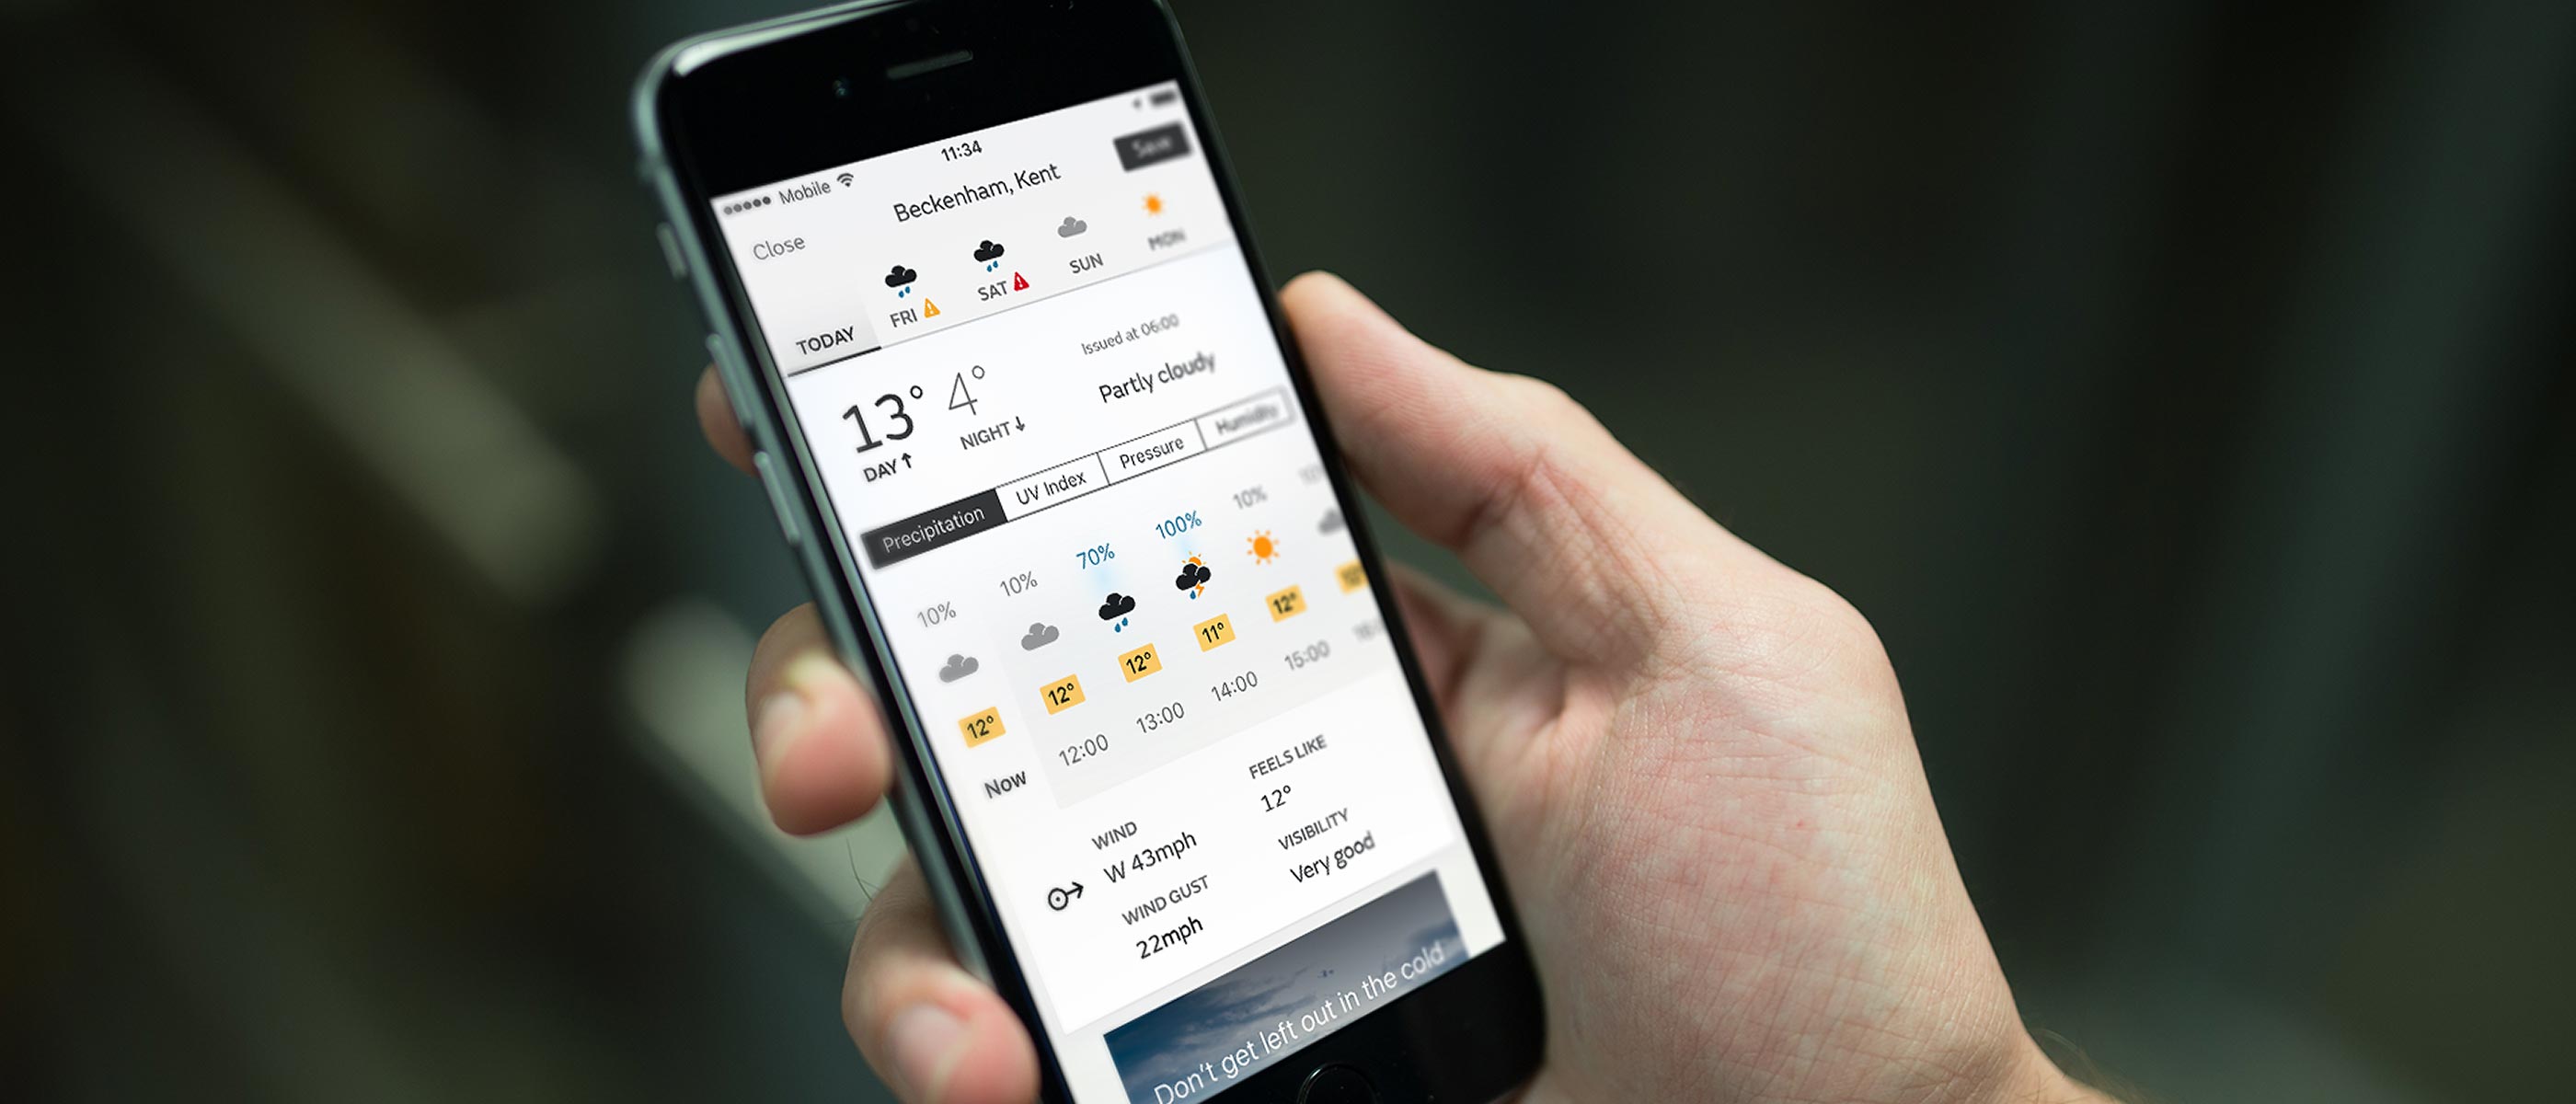 11:34
Mobile
Beckenham, Kent
Save
Close
TODAY
FRI
SAT
SUN
MON
13° 4°
DAY↑ NIGHT↓
Issued at 06:00
Partly cloudy
Precipitation UV Index Pressure Humidity
10% 10% 70% 100% 10%
12° 12° 12° 11° 12°
Now 12:00 13:00 14:00 15:00
WIND
W 43mph
WIND GUST
22mph
FEELS LIKE
12°
VISIBILITY
Very good
Don't get left out in the cold